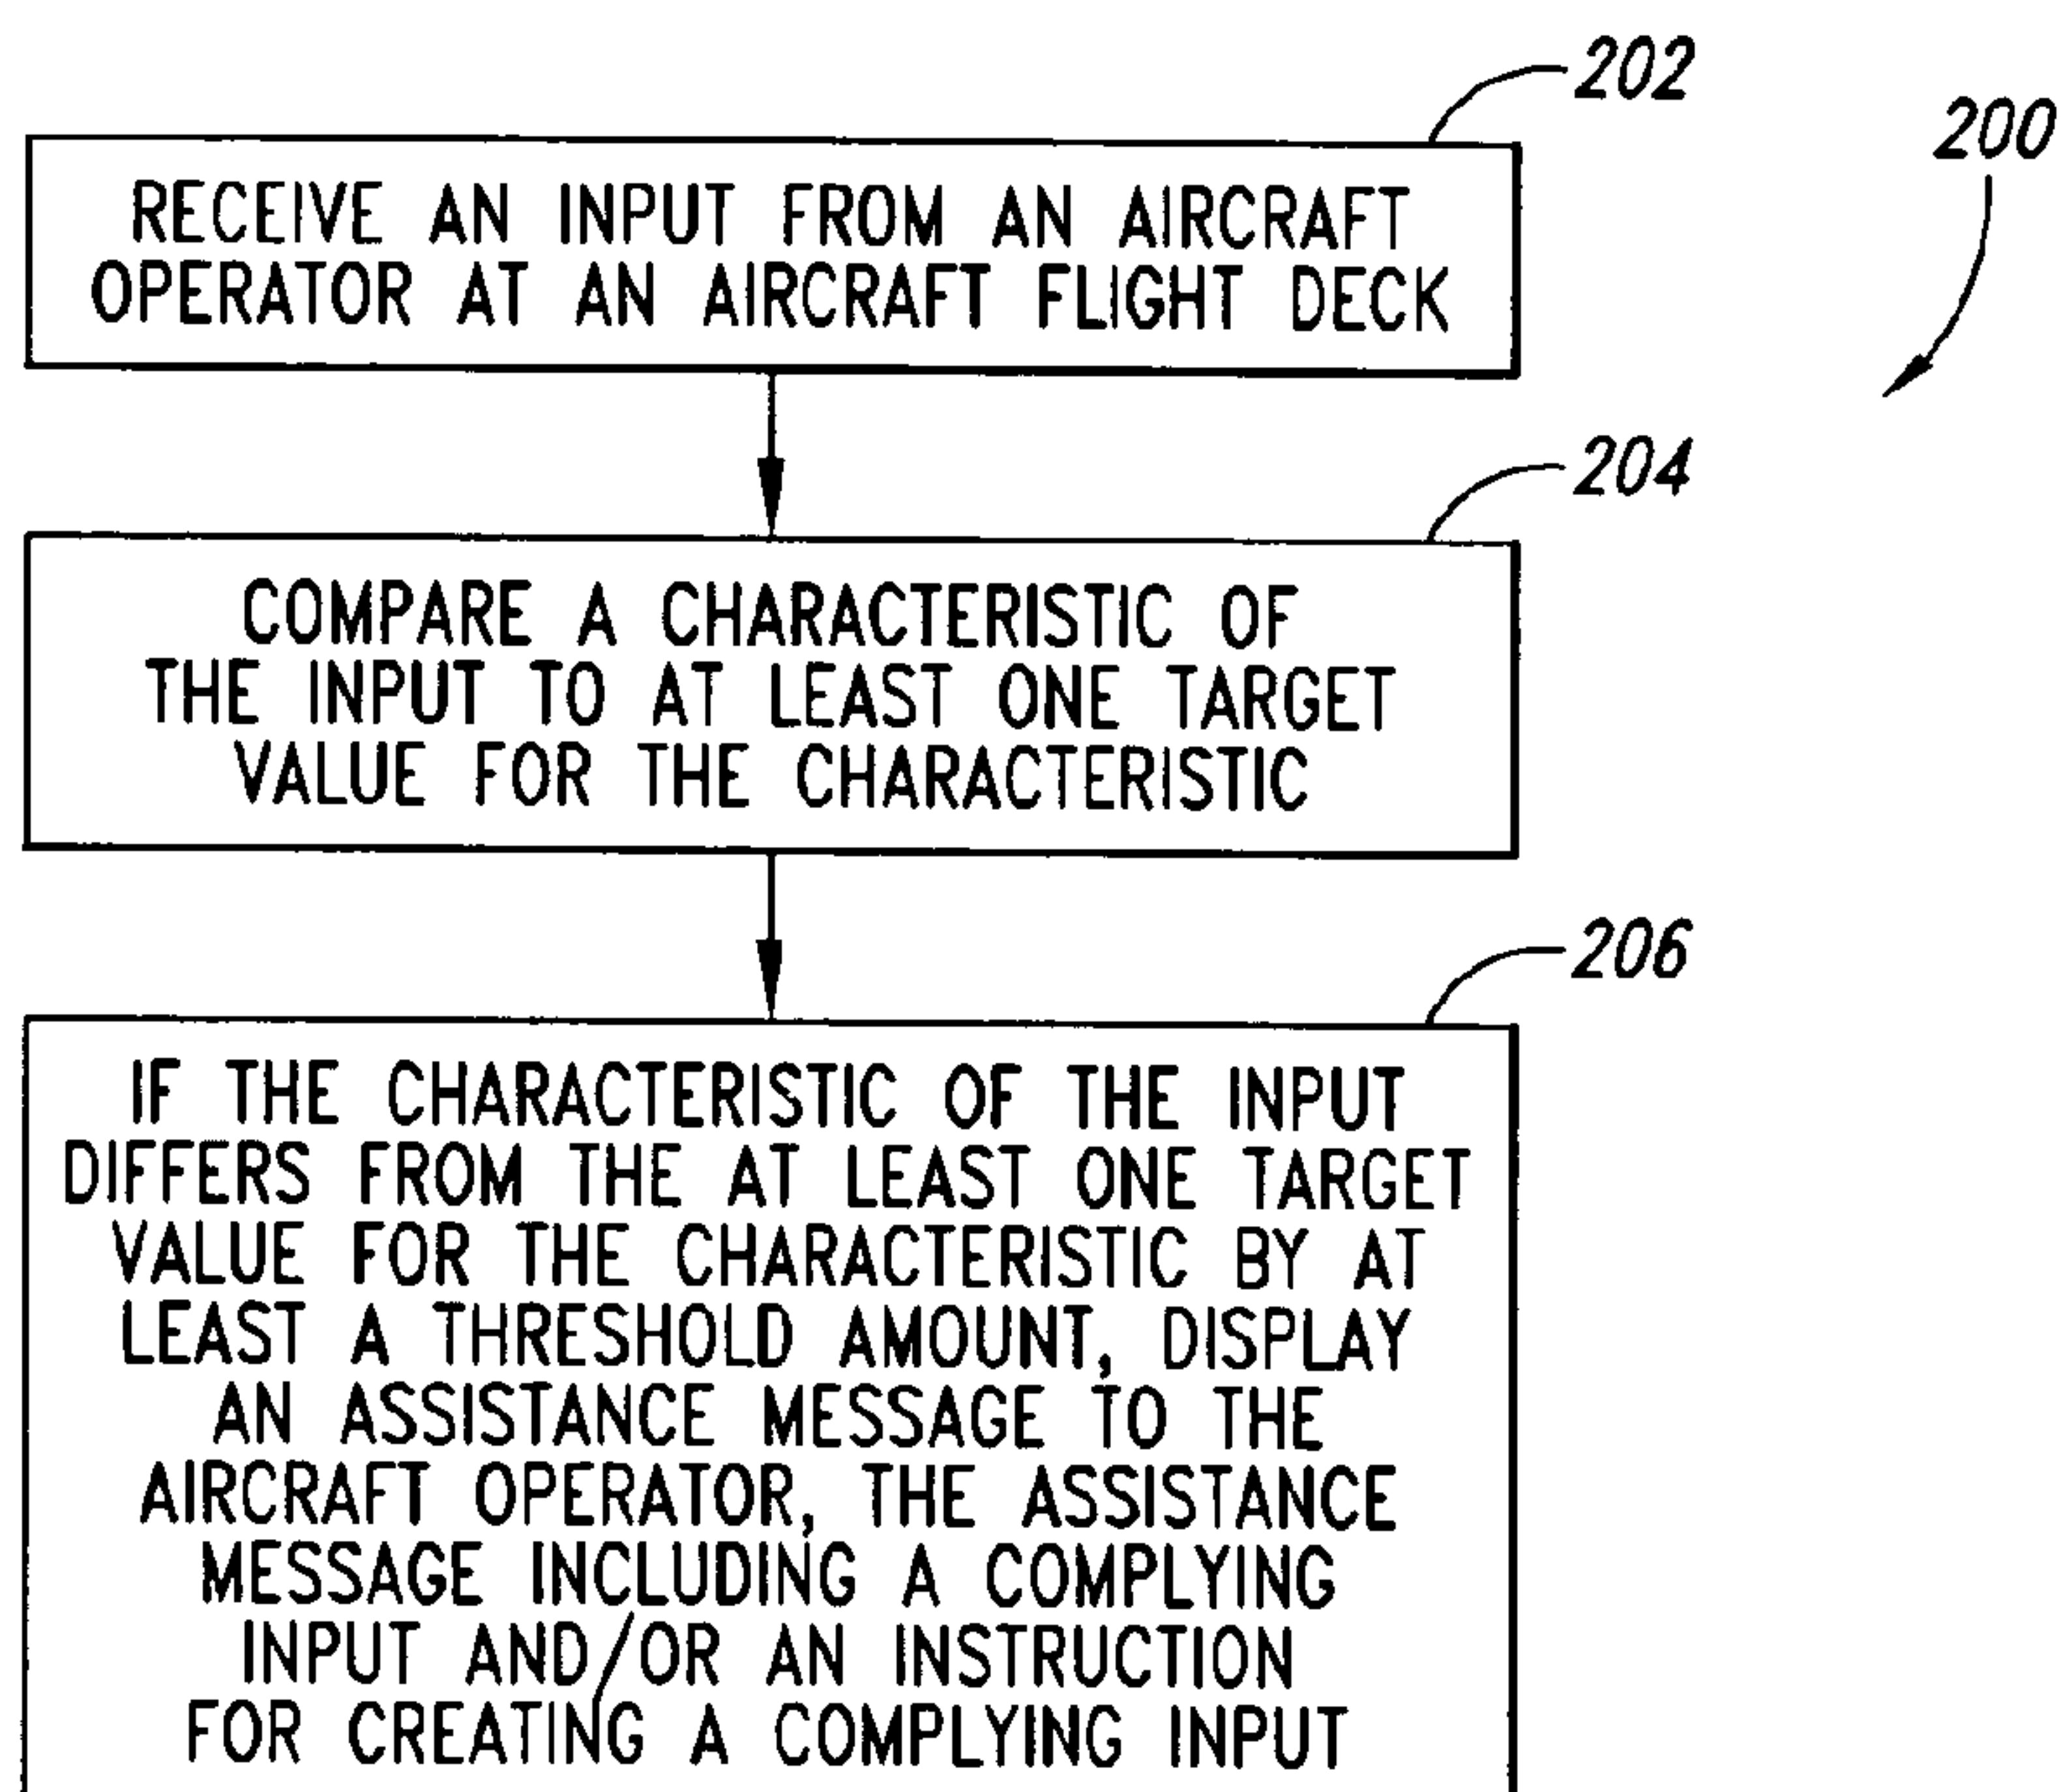 202
200
RECEIVE AN INPUT FROM AN AIRCRAFT
OPERATOR AT AN AIRCRAFT FLIGHT DECK
204
COMPARE A CHARACTERISTIC OF
THE INPUT TO AT LEAST ONE TARGET
VALUE FOR THE CHARACTERISTIC
206
IF THE CHARACTERISTIC OF THE INPUT
DIFFERS FROM THE AT LEAST ONE TARGET
VALUE FOR THE CHARACTERISTIC BY AT
LEAST A THRESHOLD AMOUNT, DISPLAY
AN ASSISTANCE MESSAGE TO THE
AIRCRAFT OPERATOR, THE ASSISTANCE
MESSAGE INCLUDING A COMPLYING
INPUT AND/OR AN INSTRUCTION
FOR CREATING A COMPLYING INPUT